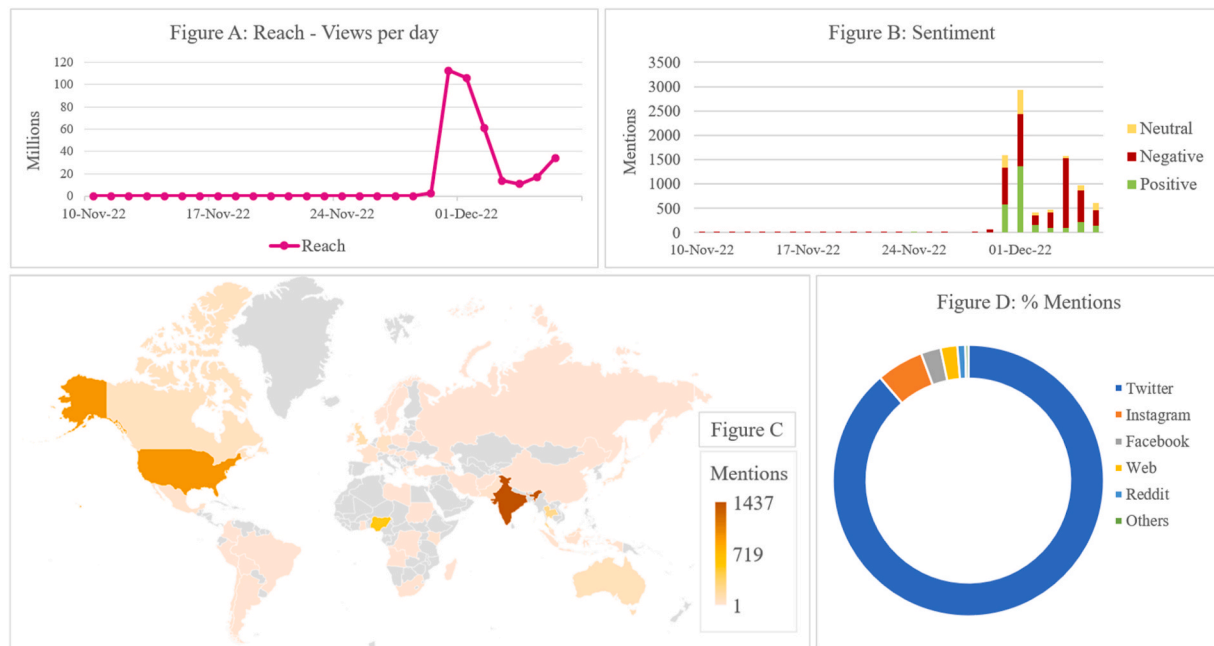 Figure A: Reach - Views per day
120
100
80
60
40
20
0
Millions
10-Nov-22
17-Nov-22
24-Nov-22
01-Dec-22
Reach
Figure B: Sentiment
3500
3000
2500
2000
1500
1000
500
0
Mentions
10-Nov-22
17-Nov-22
24-Nov-22
01-Dec-22
Neutral
Negative
Positive
Figure C
Mentions
1437
719
1
Figure D: % Mentions
Twitter
Instagram
Facebook
Web
Reddit
Others